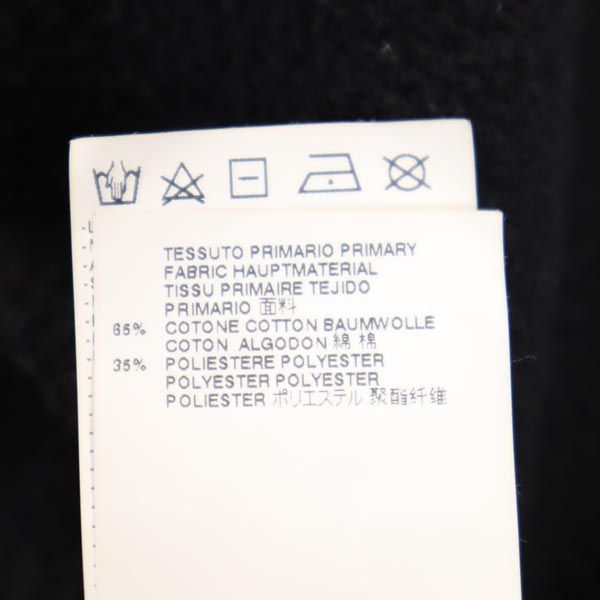 TESSUTO PRIMARIO PRIMARY
FABRIC HAUPTMATERIAL
TISSU PRIMAIRE TEJIDO
PRIMARIO 面料
65% COTONE COTTON BAUMWOLLE
COTON ALGODON 綿 棉
35% POLIESTERE POLYESTER
POLYESTER POLYESTER
POLIESTER ポリエステル 聚酯纤维